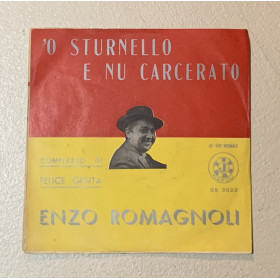 'O STURNELLO
E NU CARCERATO
COMPLESSO DI
FELICE GENTA
ENZO ROMAGNOLI